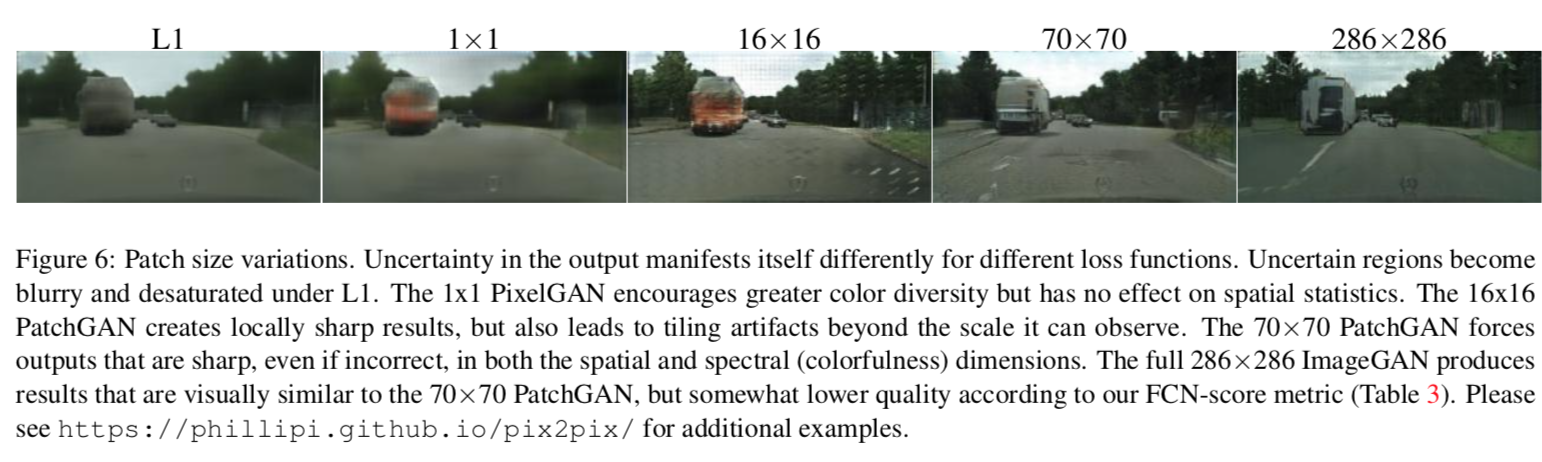 L1 1×1 16×16 70×70 286×286
Figure 6: Patch size variations. Uncertainty in the output manifests itself differently for different loss functions. Uncertain regions become
blurry and desaturated under L1. The 1x1 PixelGAN encourages greater color diversity but has no effect on spatial statistics. The 16x16
PatchGAN creates locally sharp results, but also leads to tiling artifacts beyond the scale it can observe. The 70×70 PatchGAN forces
outputs that are sharp, even if incorrect, in both the spatial and spectral (colorfulness) dimensions. The full 286×286 ImageGAN produces
results that are visually similar to the 70×70 PatchGAN, but somewhat lower quality according to our FCN-score metric (Table 3). Please
see https://phillipi.github.io/pix2pix/ for additional examples.